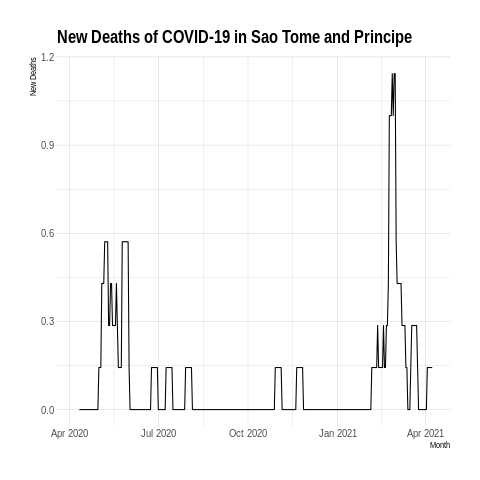 New Deaths of COVID-19 in Sao Tome and Principe
New Deaths
1.2
0.9
0.6
0.3
0.0
Apr 2020 Jul 2020 Oct 2020 Jan 2021 Apr 2021
Month